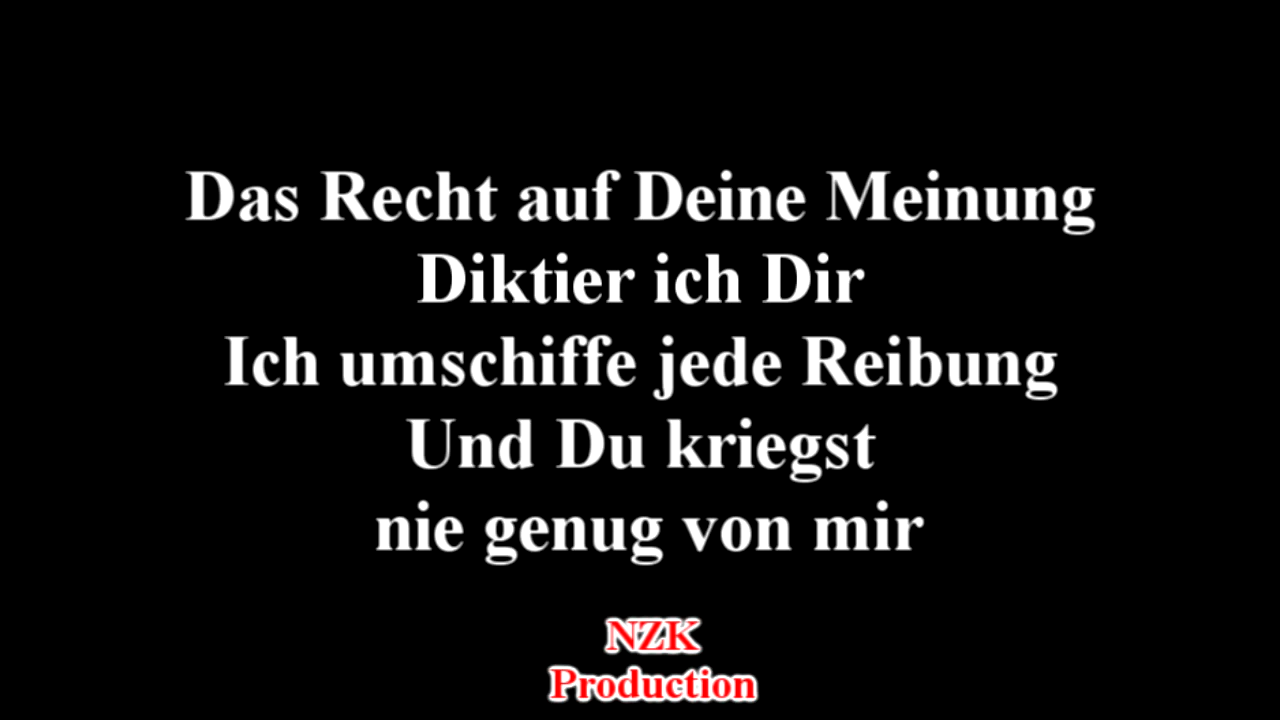 Das Recht auf Deine Meinung
Diktier ich Dir
Ich umschiffe jede Reibung
Und Du kriegst
nie genug von mir
NZK
Production